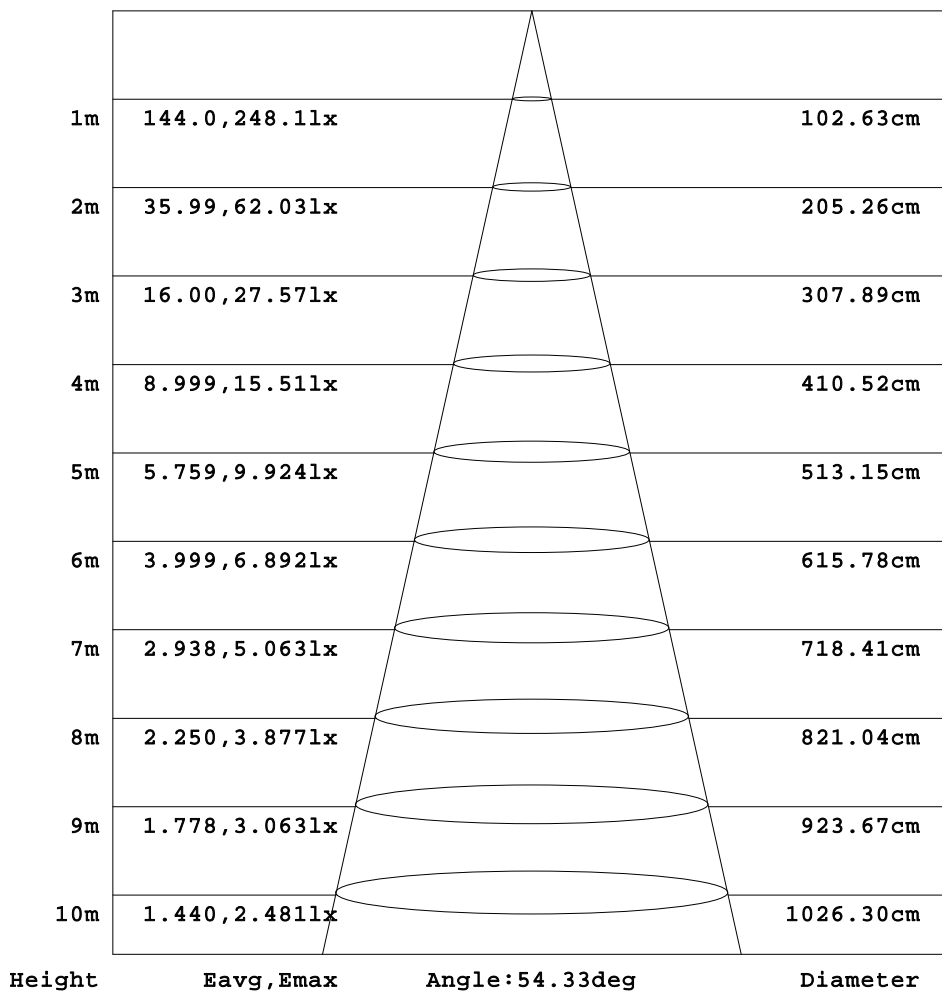 1m 144.0,248.1lx 102.63cm
2m 35.99,62.03lx 205.26cm
3m 16.00,27.57lx 307.89cm
4m 8.999,15.51lx 410.52cm
5m 5.759,9.924lx 513.15cm
6m 3.999,6.892lx 615.78cm
7m 2.938,5.063lx 718.41cm
8m 2.250,3.877lx 821.04cm
9m 1.778,3.063lx 923.67cm
10m 1.440,2.481lx 1026.30cm
Height Eavg,Emax Angle:54.33deg Diameter